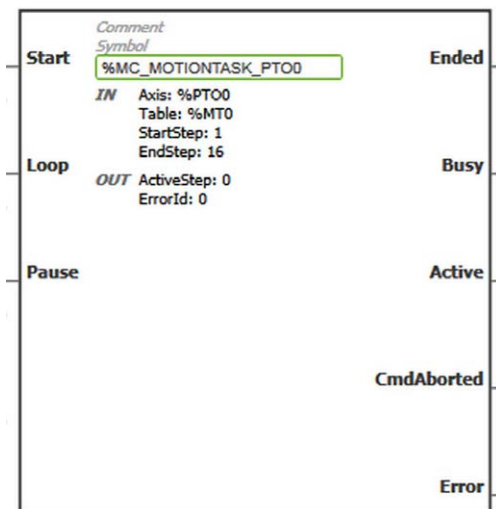 Comment
Symbol
Start
%MC_MOTIONTASK_PTO0
Ended
IN Axis: %PTO0
Table: %MT0
StartStep: 1
EndStep: 16
Loop
Busy
OUT ActiveStep: 0
ErrorId: 0
Pause
Active
CmdAborted
Error